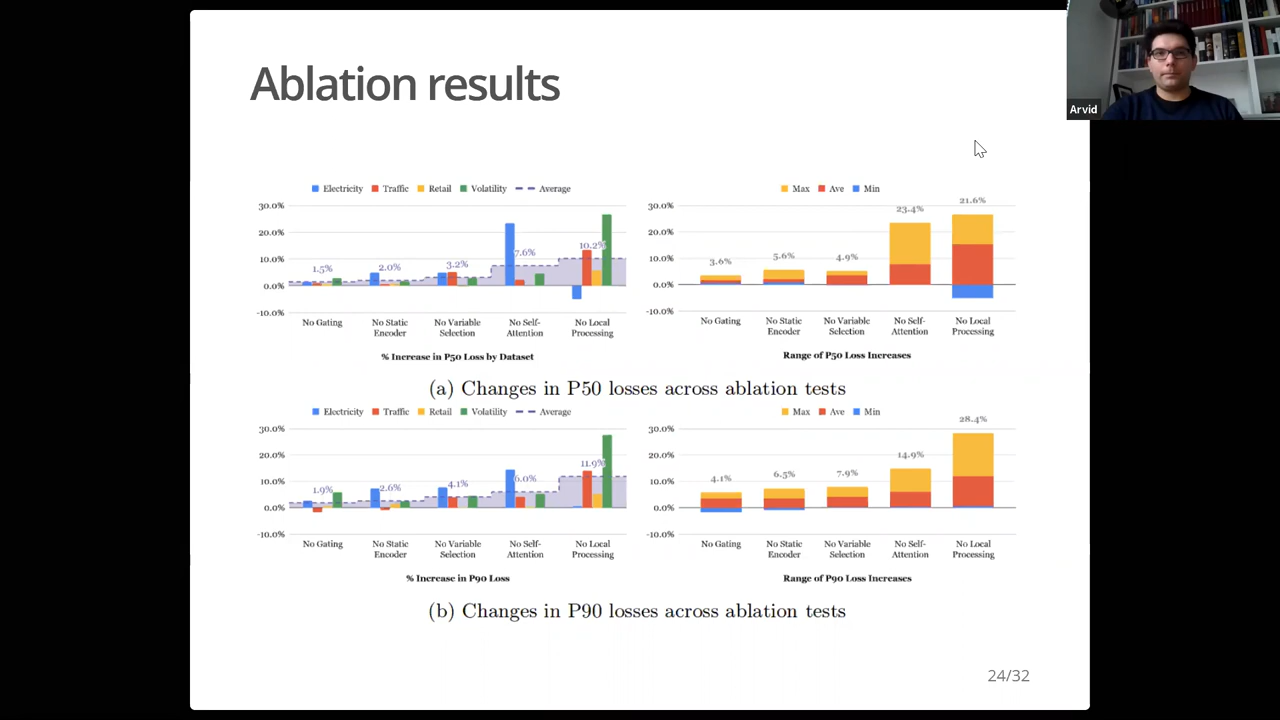 Ablation results
Arvid
Electricity Traffic Retail Volatility Average
30.0%
20.0%
10.0%
0.0%
-10.0%
1.5% 2.0% 3.2% 7.6% 10.2%
No Gating No Static Encoder No Variable Selection No Self-Attention No Local Processing
% Increase in P50 Loss by Dataset
Max Ave Min
30.0%
20.0%
10.0%
0.0%
-10.0%
3.6% 5.6% 4.9% 23.4% 21.6%
No Gating No Static Encoder No Variable Selection No Self-Attention No Local Processing
Range of P50 Loss Increases
(a) Changes in P50 losses across ablation tests
Electricity Traffic Retail Volatility Average
30.0%
20.0%
10.0%
0.0%
-10.0%
1.9% 2.6% 4.1% 6.0% 11.9%
No Gating No Static Encoder No Variable Selection No Self-Attention No Local Processing
% Increase in P90 Loss
Max Ave Min
30.0%
20.0%
10.0%
0.0%
-10.0%
4.1% 6.5% 7.9% 14.9% 28.4%
No Gating No Static Encoder No Variable Selection No Self-Attention No Local Processing
Range of P90 Loss Increases
(b) Changes in P90 losses across ablation tests
24/32